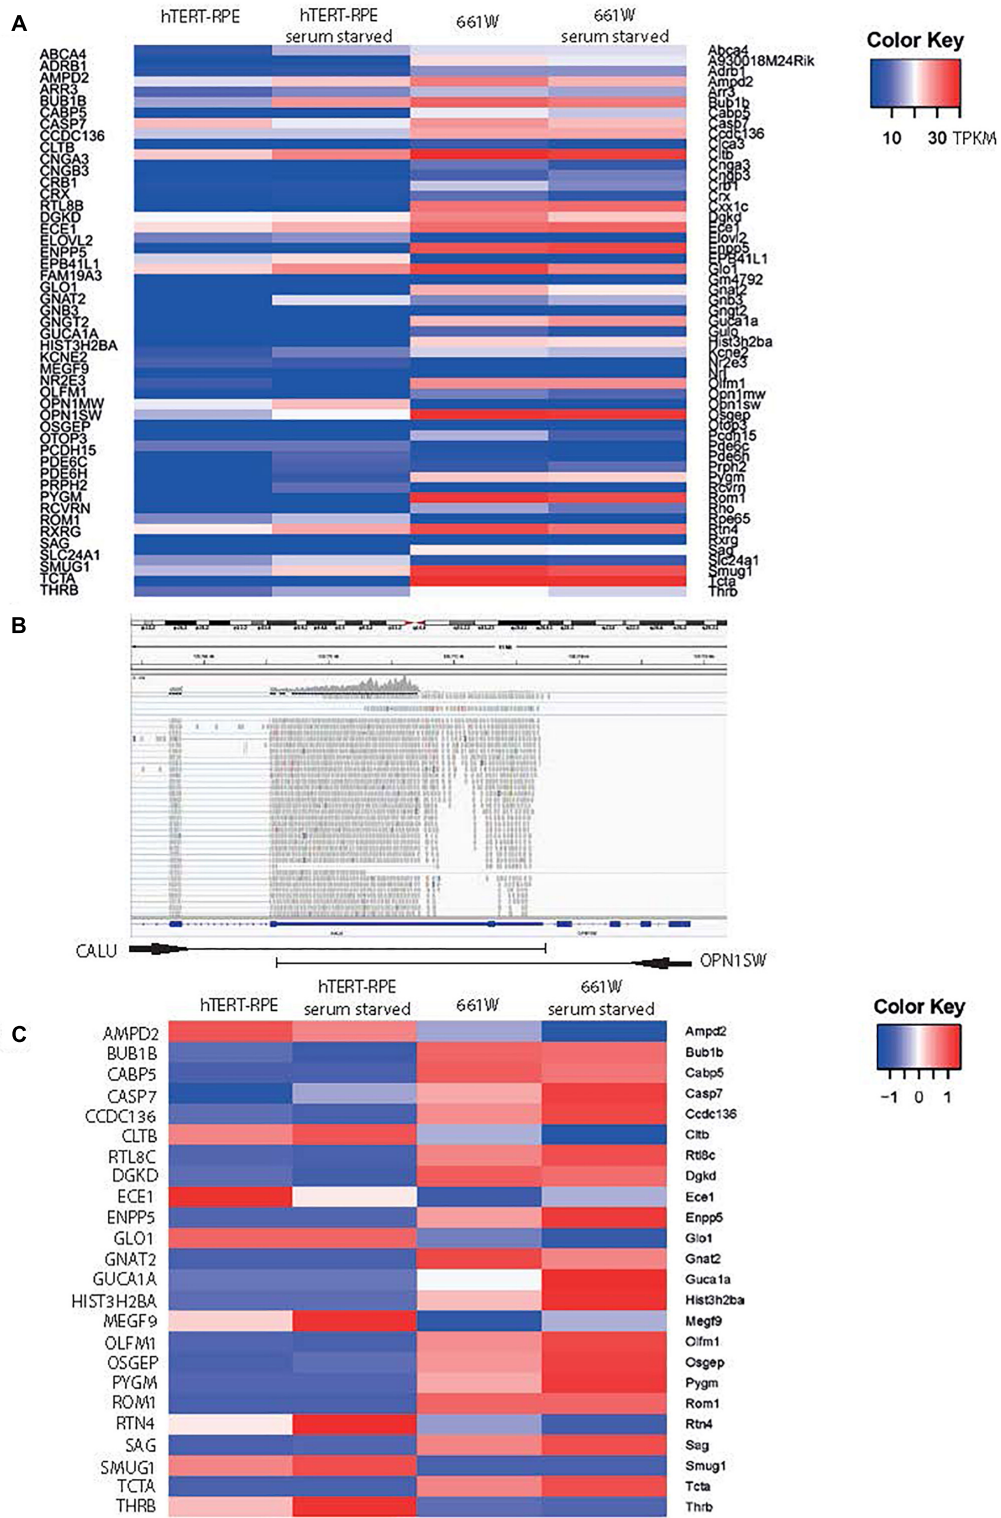 A
hTERT-RPE
hTERT-RPE
serum starved
661W
661W
serum starved
Color Key
10 30 TPKM
ABCA4
ADRB1
AMPD2
ARR3
BUB1B
CABP5
CASP7
CCDC136
CLTB
CNGA3
CNGB3
CRB1
CRX
RTL8B
DGKD
ECE1
ELOVL2
ENPP5
EPB41L1
FAM19A3
GLO1
GNAT2
GNB3
GNGT2
GUCA1A
HIST3H2BA
KCNE2
MEGF9
NR2E3
OLFM1
OPN1MW
OPN1SW
OSGEP
OTOP3
PCDH15
PDE6C
PDE6H
PRPH2
PYGM
RCVRN
ROM1
RXRG
SAG
SLC24A1
SMUG1
TCTA
THRB
Abca4
A930018M24Rik
Adrb1
Ampd2
Arr3
Bub1b
Cabp5
Casp7
Ccdc136
Clca3
Cltb
Cnga3
Cngb3
Crb1
Crx
Cxx1c
Dgkd
Ece1
Elovl2
Enpp5
EPB41L1
Glo1
Gm4792
Gnat2
Gnb3
Gngt2
Guca1a
Gulo
Hist3h2ba
Kcne2
Nr2e3
Nrl
Olfm1
Opn1mw
Opn1sw
Osgep
Otop3
Pcdh15
Pde6c
Pde6h
Prph2
Pygm
Rcvrn
Rom1
Rho
Rpe65
Rtn4
Rxrg
Sag
Slc24a1
Smug1
Tcta
Thrb
B
CALU
OPN1SW
C
hTERT-RPE
hTERT-RPE
serum starved
661W
661W
serum starved
Color Key
−1 0 1
AMPD2
BUB1B
CABP5
CASP7
CCDC136
CLTB
RTL8C
DGKD
ECE1
ENPP5
GLO1
GNAT2
GUCA1A
HIST3H2BA
MEGF9
OLFM1
OSGEP
PYGM
ROM1
RTN4
SAG
SMUG1
TCTA
THRB
Ampd2
Bub1b
Cabp5
Casp7
Ccdc136
Cltb
Rtl8c
Dgkd
Ece1
Enpp5
Glo1
Gnat2
Guca1a
Hist3h2ba
Megf9
Olfm1
Osgep
Pygm
Rom1
Rtn4
Sag
Smug1
Tcta
Thrb